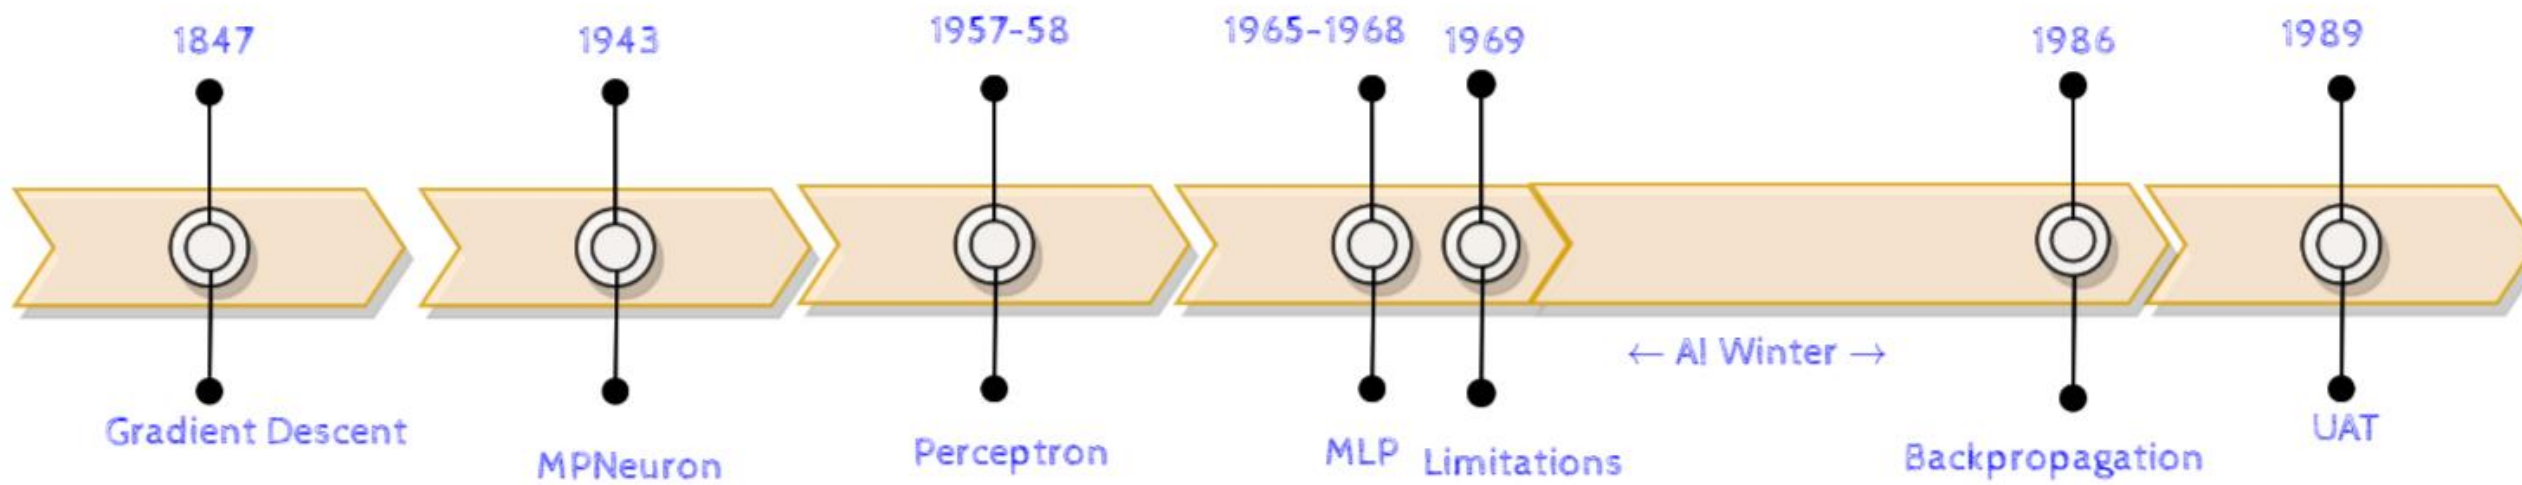 1847
1943
1957-58
1965-1968
1969
1986
1989
← AI Winter →
Gradient Descent
MPNeuron
Perceptron
MLP
Limitations
Backpropagation
UAT